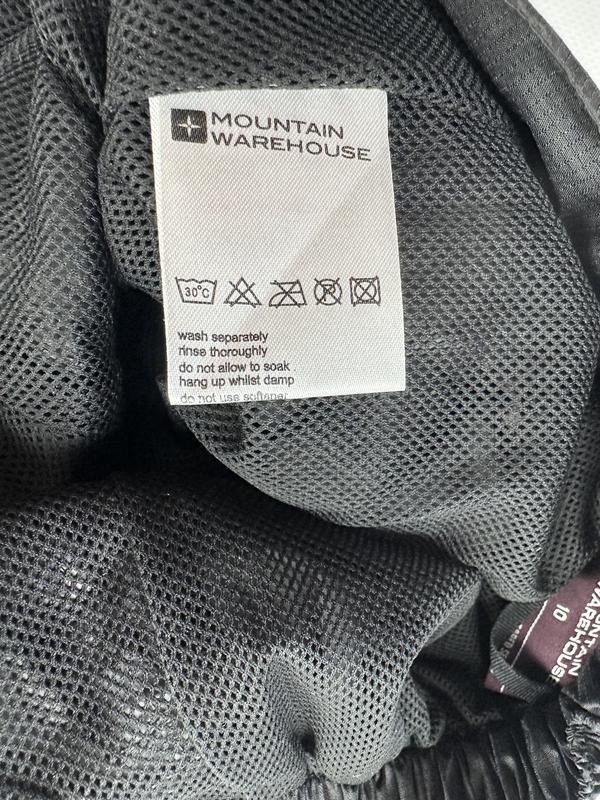 MOUNTAIN
WAREHOUSE
30°C
P
wash separately
rinse thoroughly
do not allow to soak
hang up whilst damp
do not use softener
MOUNTAIN
WAREHOUSE
10